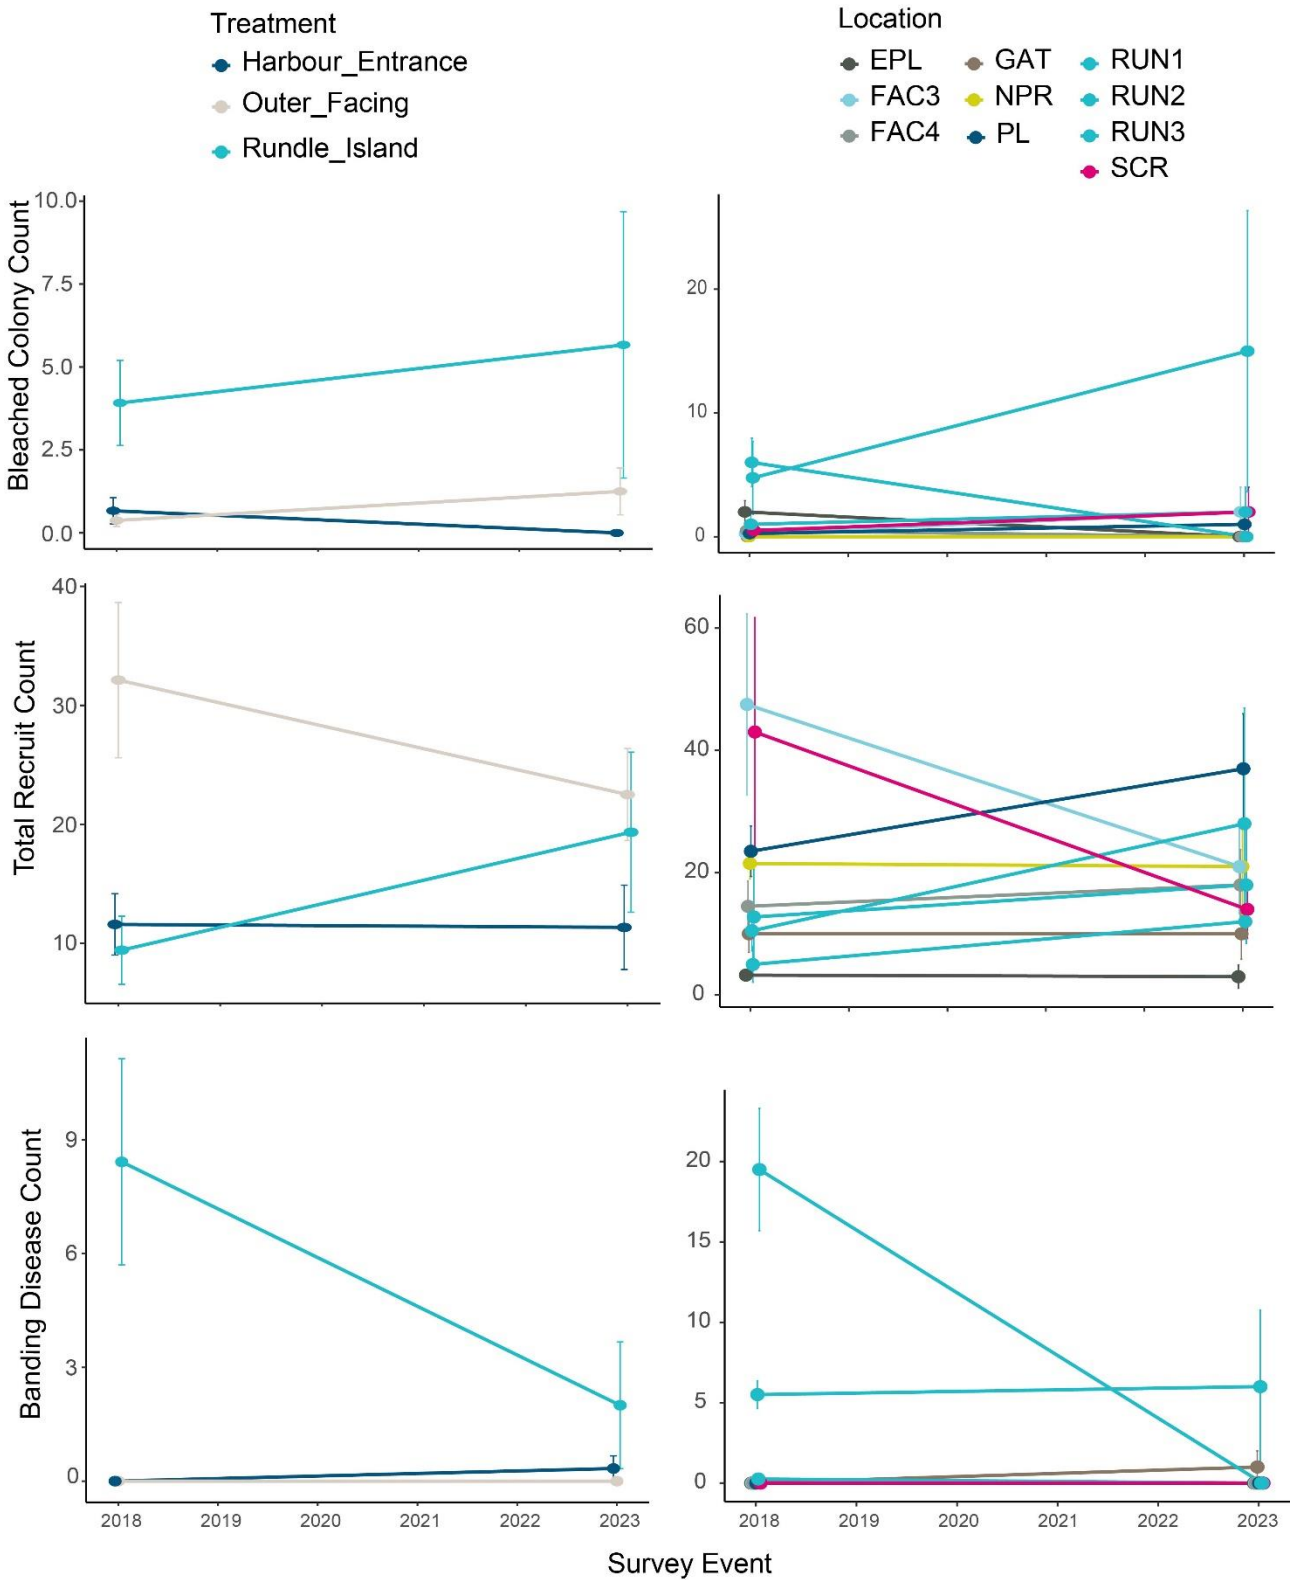 Treatment
Harbour_Entrance
Outer_Facing
Rundle_Island
Location
EPL GAT RUN1
FAC3 NPR RUN2
FAC4 PL RUN3
SCR
Bleached Colony Count
10.0
7.5
5.0
2.5
0.0
20
10
0
Total Recruit Count
40
30
20
10
60
40
20
0
Banding Disease Count
9
6
3
0
20
15
10
5
0
2018 2019 2020 2021 2022 2023
2018 2019 2020 2021 2022 2023
Survey Event